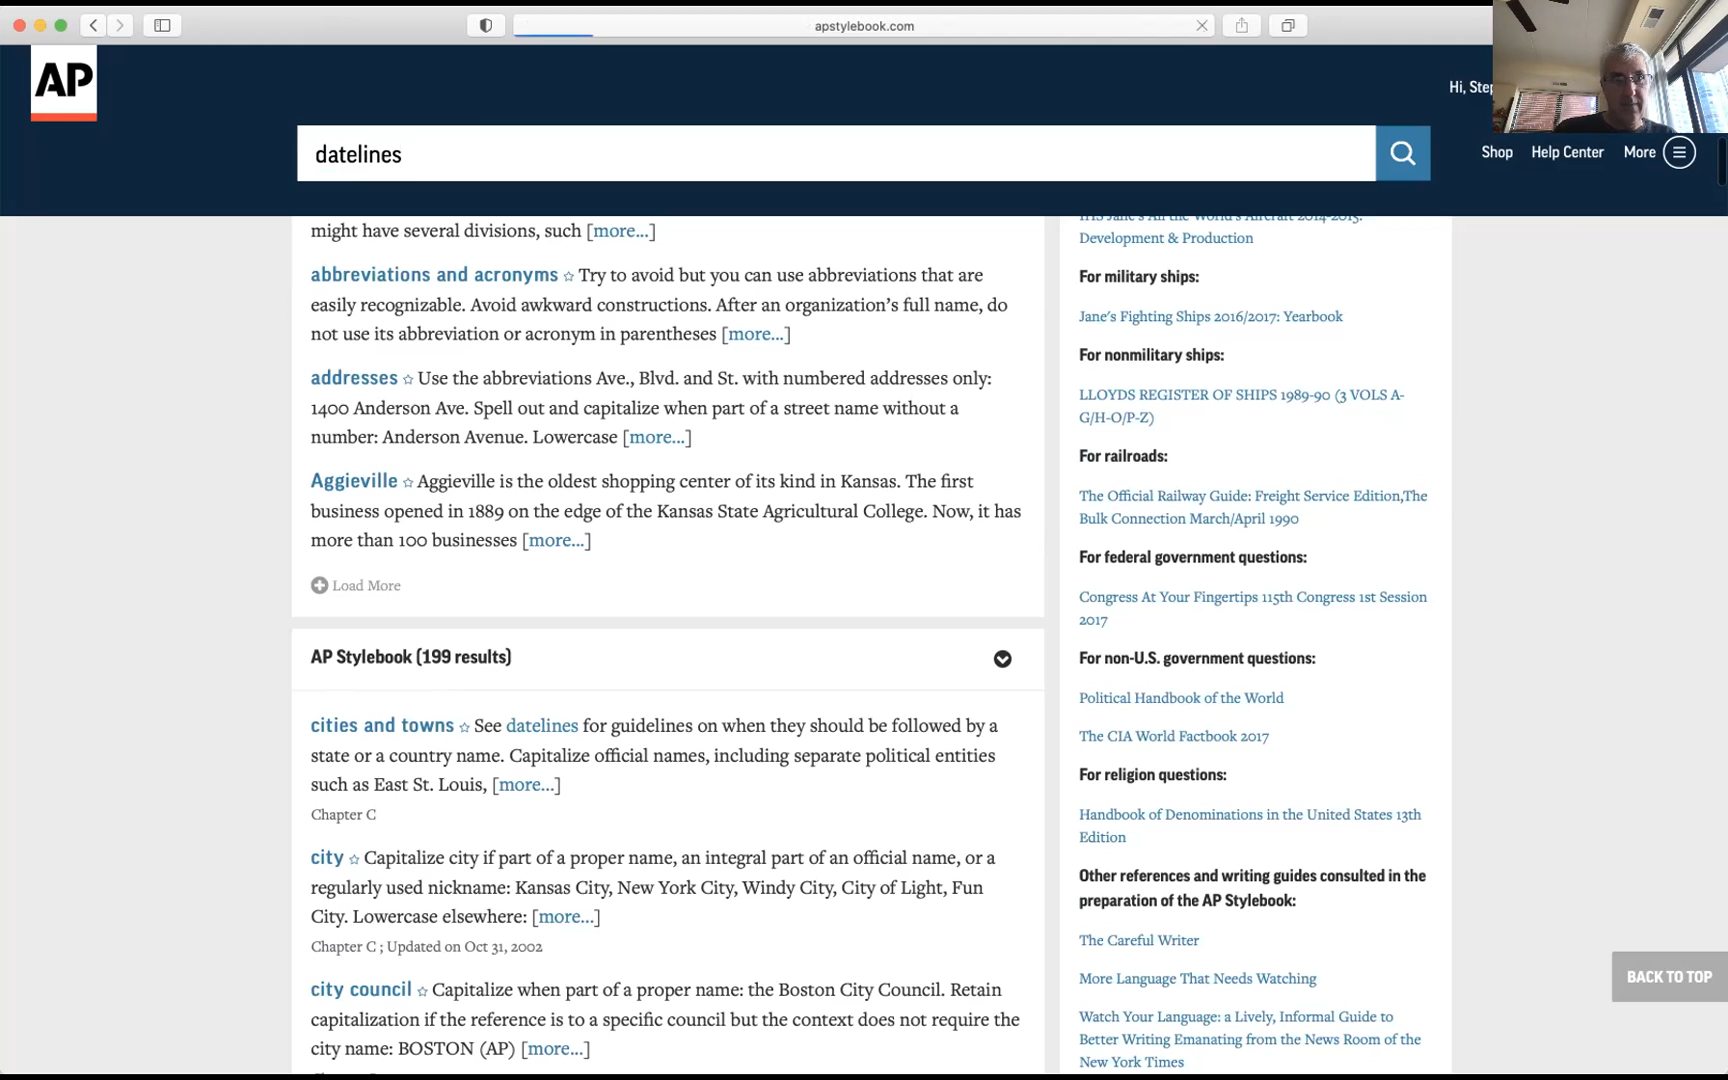 apstylebook.com
AP
Hi, Step
datelines
Shop Help Center More
might have several divisions, such [more...]
abbreviations and acronyms ☆ Try to avoid but you can use abbreviations that are
easily recognizable. Avoid awkward constructions. After an organization’s full name, do
not use its abbreviation or acronym in parentheses [more...]
addresses ☆ Use the abbreviations Ave., Blvd. and St. with numbered addresses only:
1400 Anderson Ave. Spell out and capitalize when part of a street name without a
number: Anderson Avenue. Lowercase [more...]
Aggieville ☆ Aggieville is the oldest shopping center of its kind in Kansas. The first
business opened in 1889 on the edge of the Kansas State Agricultural College. Now, it has
more than 100 businesses [more...]
Load More
AP Stylebook (199 results)
cities and towns ☆ See datelines for guidelines on when they should be followed by a
state or a country name. Capitalize official names, including separate political entities
such as East St. Louis, [more...]
Chapter C
city ☆ Capitalize city if part of a proper name, an integral part of an official name, or a
regularly used nickname: Kansas City, New York City, Windy City, City of Light, Fun
City. Lowercase elsewhere: [more...]
Chapter C ; Updated on Oct 31, 2002
city council ☆ Capitalize when part of a proper name: the Boston City Council. Retain
capitalization if the reference is to a specific council but the context does not require the
city name: BOSTON (AP) [more...]
IHS Jane's All the World's Aircraft 2014-2015:
Development & Production
For military ships:
Jane's Fighting Ships 2016/2017: Yearbook
For nonmilitary ships:
LLOYDS REGISTER OF SHIPS 1989-90 (3 VOLS A-
G/H-O/P-Z)
For railroads:
The Official Railway Guide: Freight Service Edition,The
Bulk Connection March/April 1990
For federal government questions:
Congress At Your Fingertips 115th Congress 1st Session
2017
For non-U.S. government questions:
Political Handbook of the World
The CIA World Factbook 2017
For religion questions:
Handbook of Denominations in the United States 13th
Edition
Other references and writing guides consulted in the
preparation of the AP Stylebook:
The Careful Writer
More Language That Needs Watching
Watch Your Language: a Lively, Informal Guide to
Better Writing Emanating from the News Room of the
New York Times
BACK TO TOP